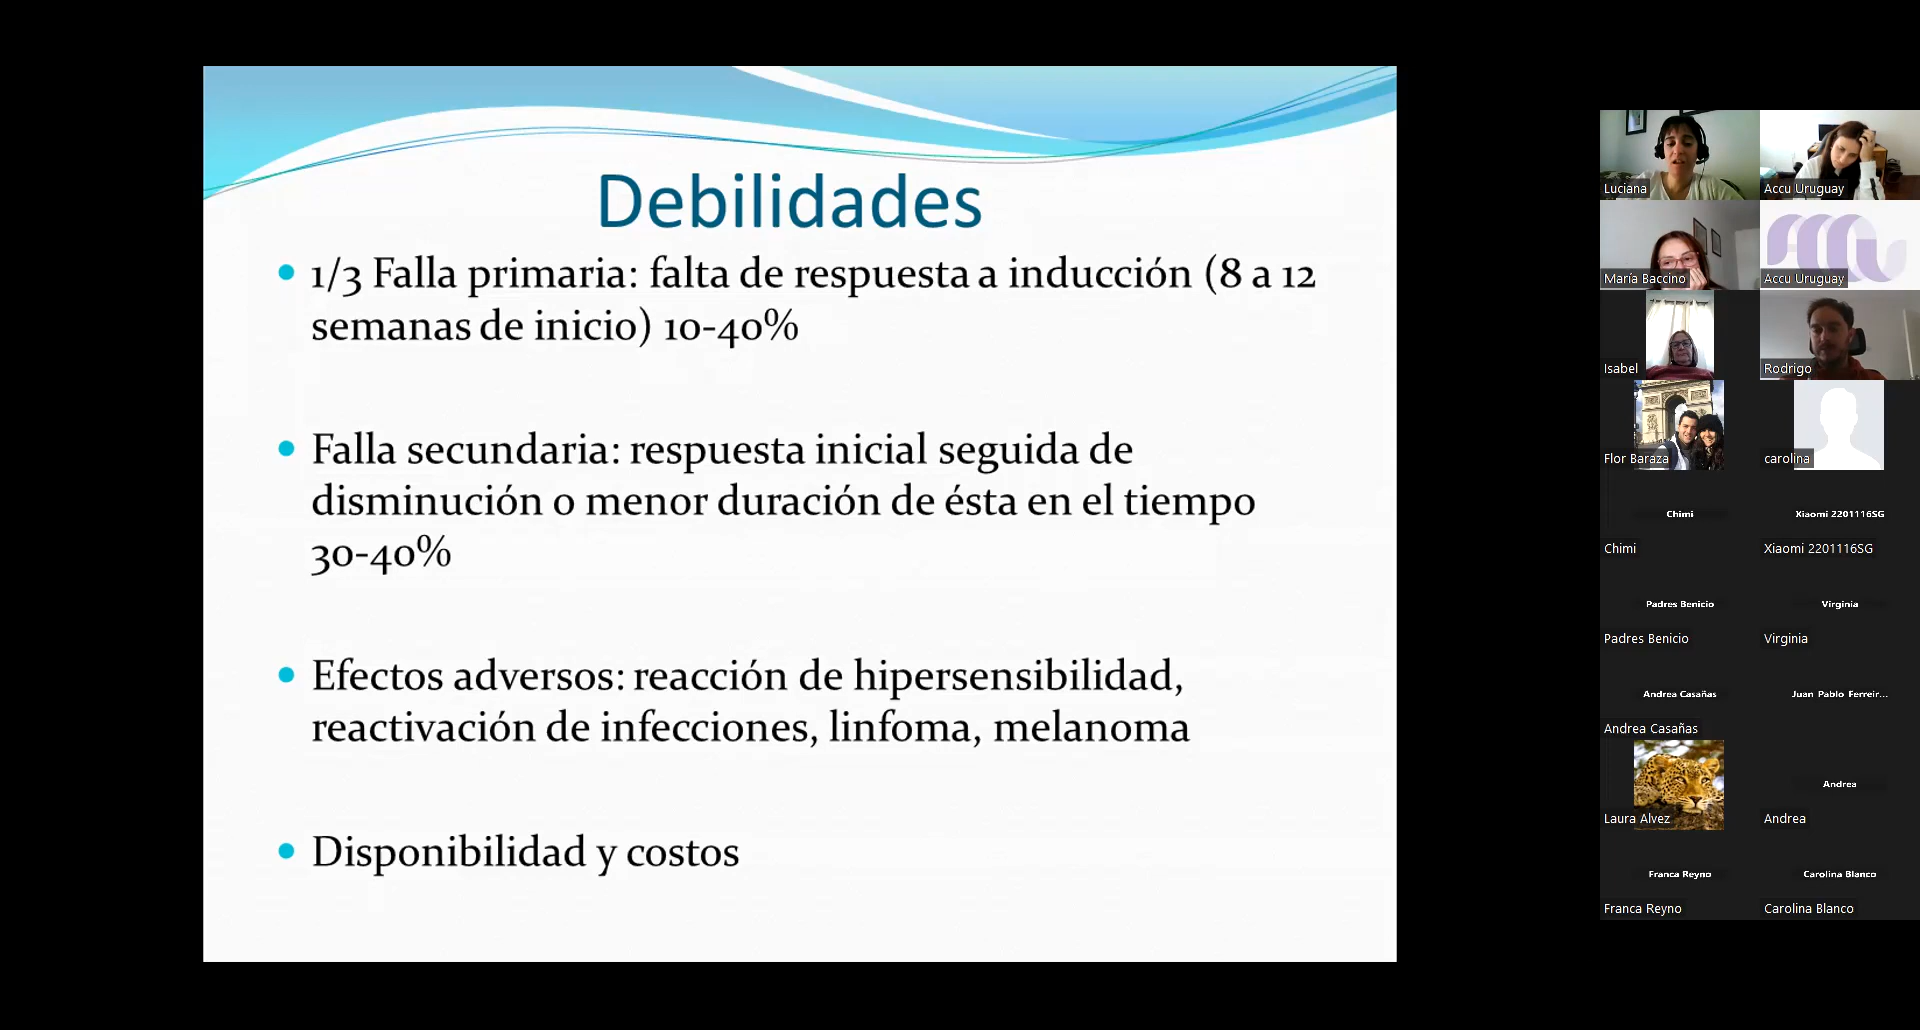 Debilidades
1/3 Falla primaria: falta de respuesta a inducción (8 a 12
semanas de inicio) 10-40%
Falla secundaria: respuesta inicial seguida de
disminución o menor duración de ésta en el tiempo
30-40%
Efectos adversos: reacción de hipersensibilidad,
reactivación de infecciones, linfoma, melanoma
Disponibilidad y costos
Luciana
Accu Uruguay
María Baccino
Accu Uruguay
Isabel
Rodrigo
Flor Baraza
carolina
Chimi
Xiaomi 2201116SG
Chimi
Xiaomi 2201116SG
Padres Benicio
Virginia
Padres Benicio
Virginia
Andrea Casañas
Juan Pablo Ferreir...
Andrea Casañas
Laura Alvez
Andrea
Andrea
Franca Reyno
Carolina Blanco
Franca Reyno
Carolina Blanco